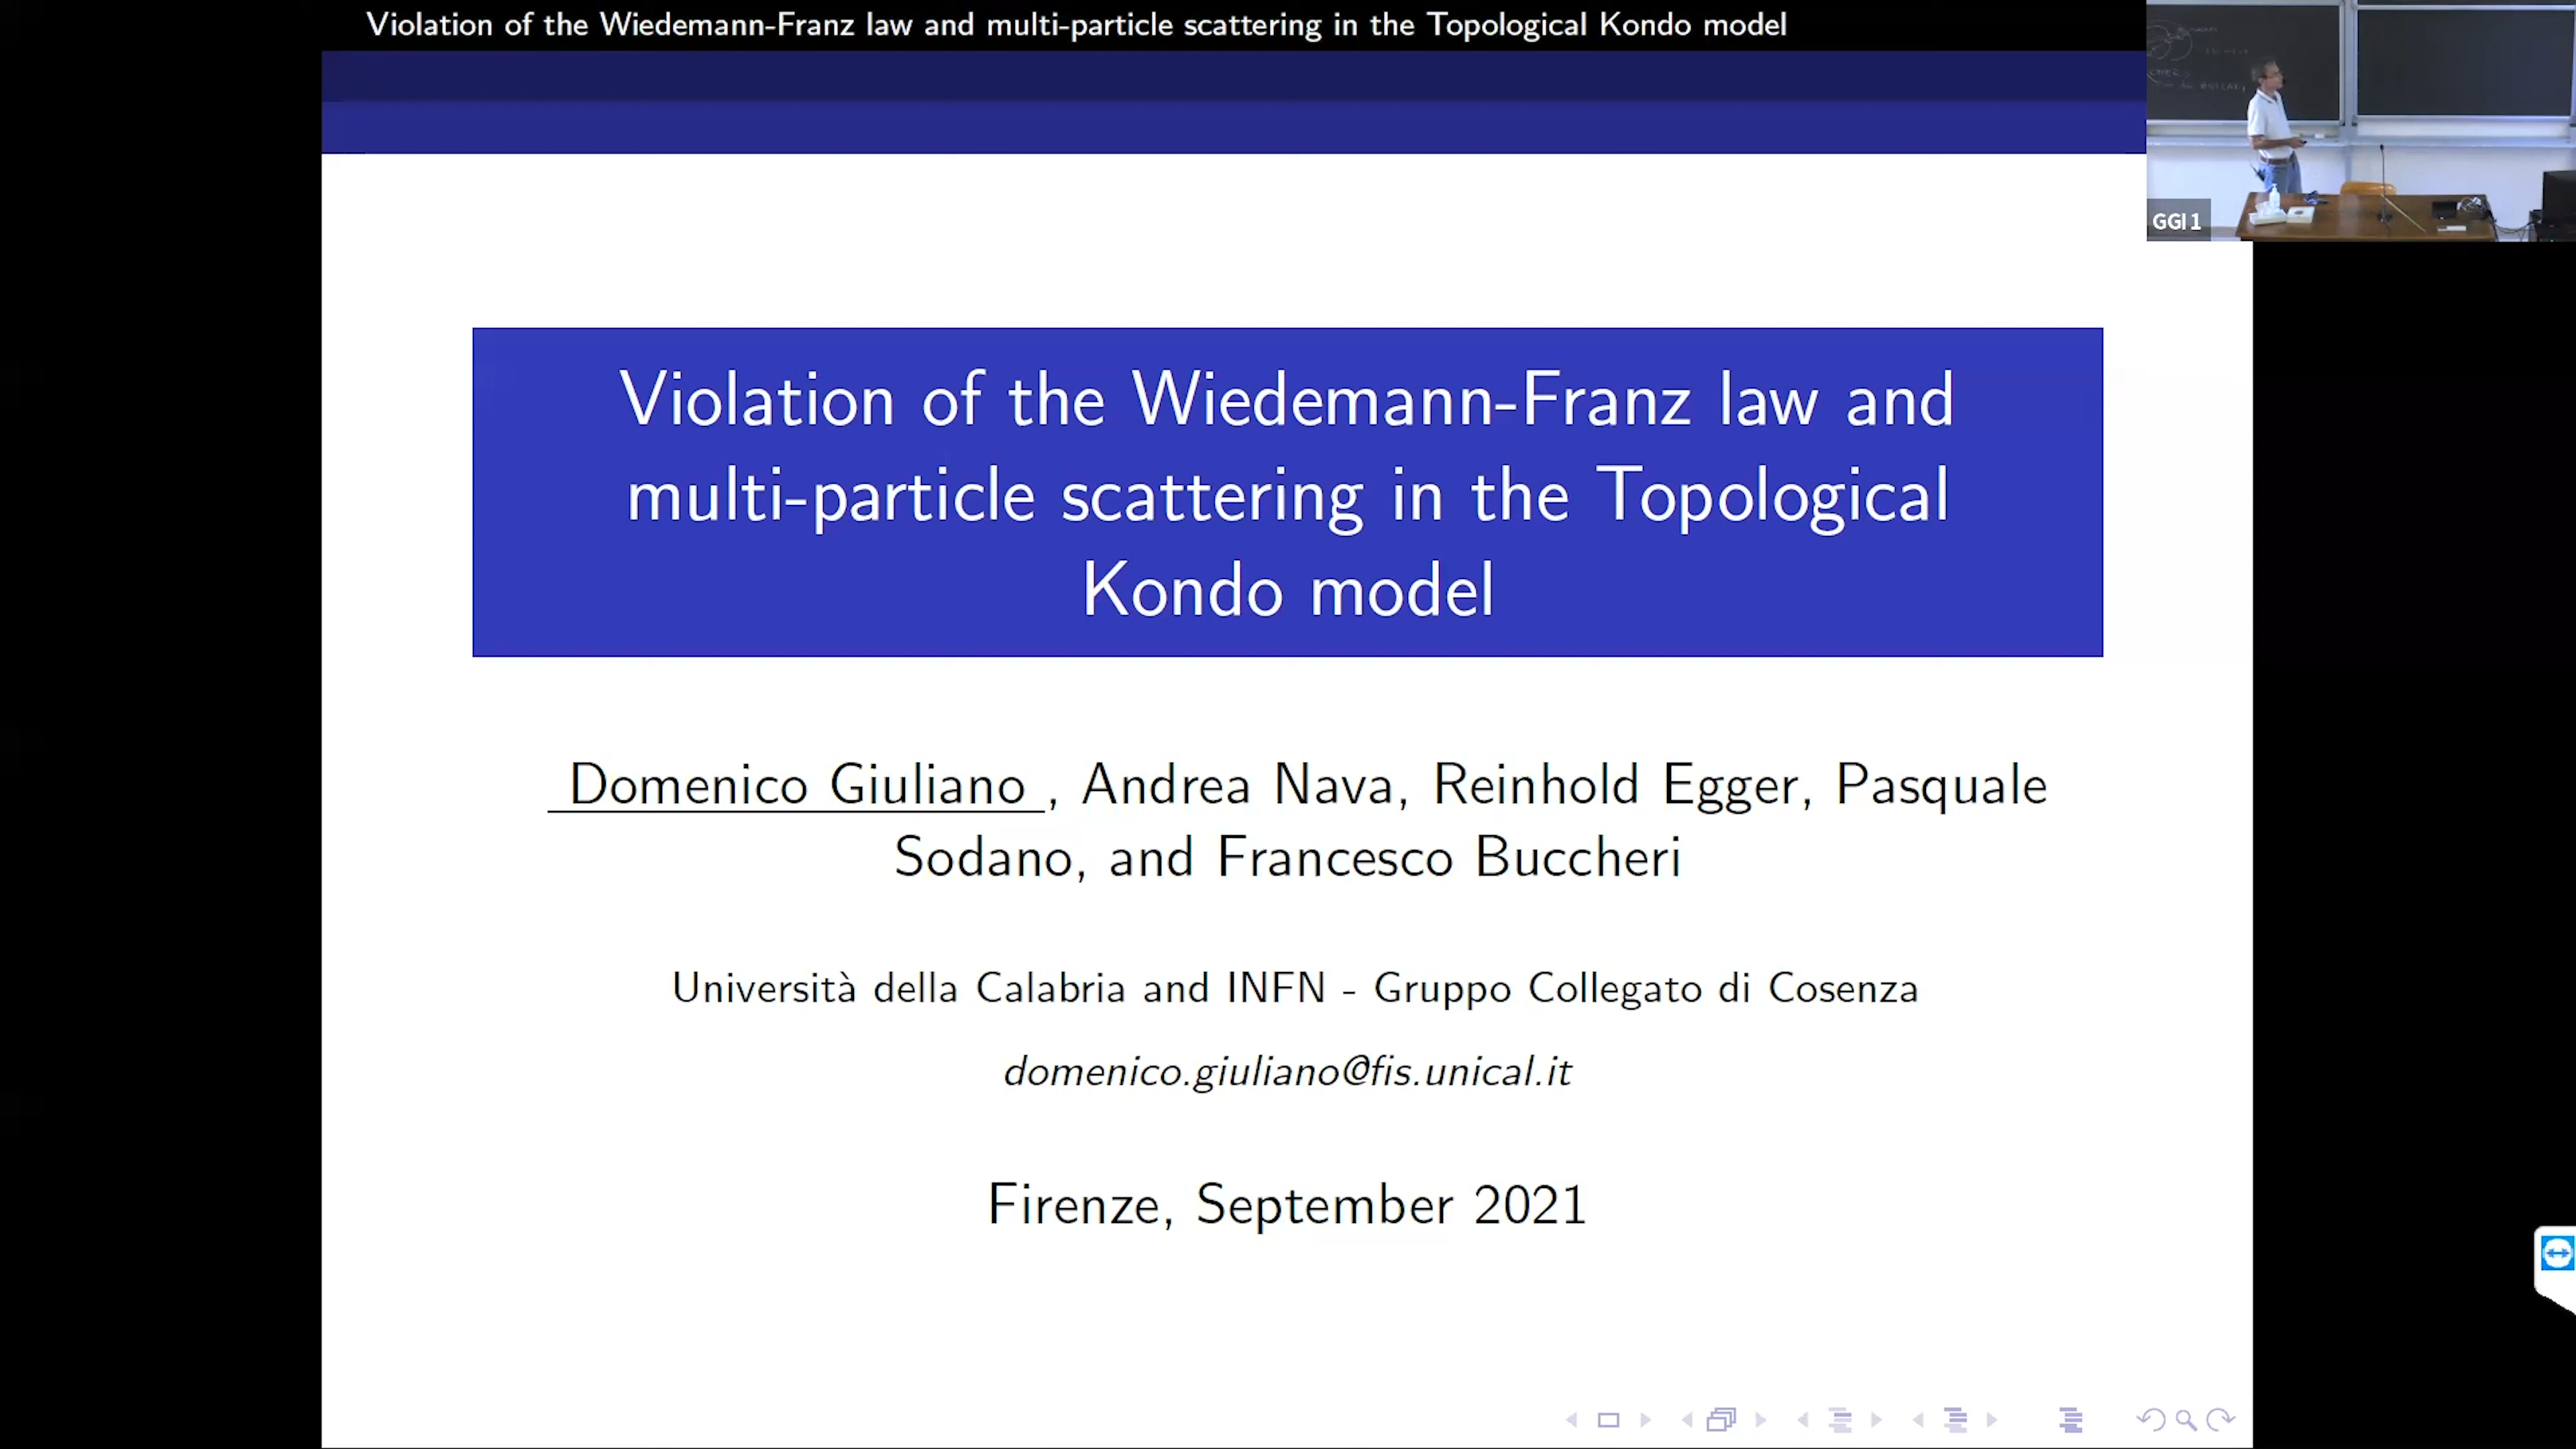 Violation of the Wiedemann-Franz law and multi-particle scattering in the Topological Kondo model
GGI 1
Violation of the Wiedemann-Franz law and
multi-particle scattering in the Topological
Kondo model
Domenico Giuliano , Andrea Nava, Reinhold Egger, Pasquale
Sodano, and Francesco Buccheri
Università della Calabria and INFN - Gruppo Collegato di Cosenza
domenico.giuliano@fis.unical.it
Firenze, September 2021